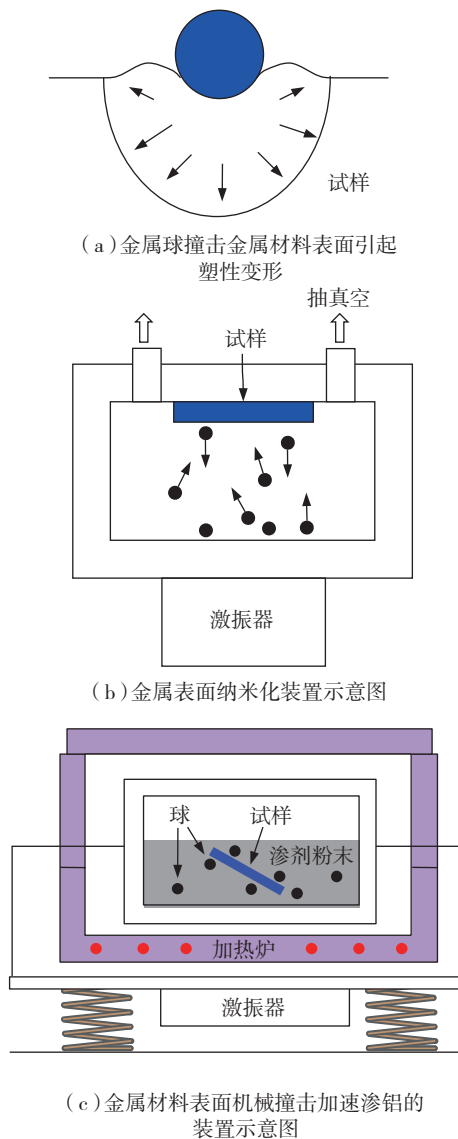 试样
（a）金属球撞击金属材料表面引起
塑性变形
抽真空
试样
激振器
（b）金属表面纳米化装置示意图
球
试样
渗剂粉末
加热炉
激振器
（c）金属材料表面机械撞击加速渗铝的
装置示意图